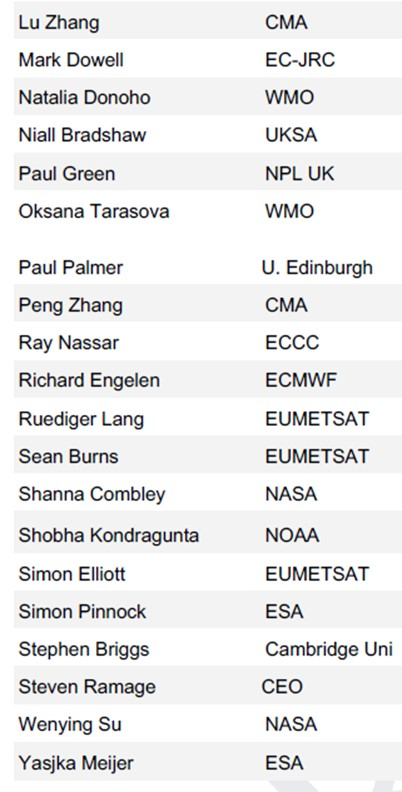 Lu Zhang CMA
Mark Dowell EC-JRC
Natalia Donoho WMO
Niall Bradshaw UKSA
Paul Green NPL UK
Oksana Tarasova WMO
Paul Palmer U. Edinburgh
Peng Zhang CMA
Ray Nassar ECCC
Richard Engelen ECMWF
Ruediger Lang EUMETSAT
Sean Burns EUMETSAT
Shanna Combley NASA
Shobha Kondragunta NOAA
Simon Elliott EUMETSAT
Simon Pinnock ESA
Stephen Briggs Cambridge Uni
Steven Ramage CEO
Wenying Su NASA
Yasjka Meijer ESA